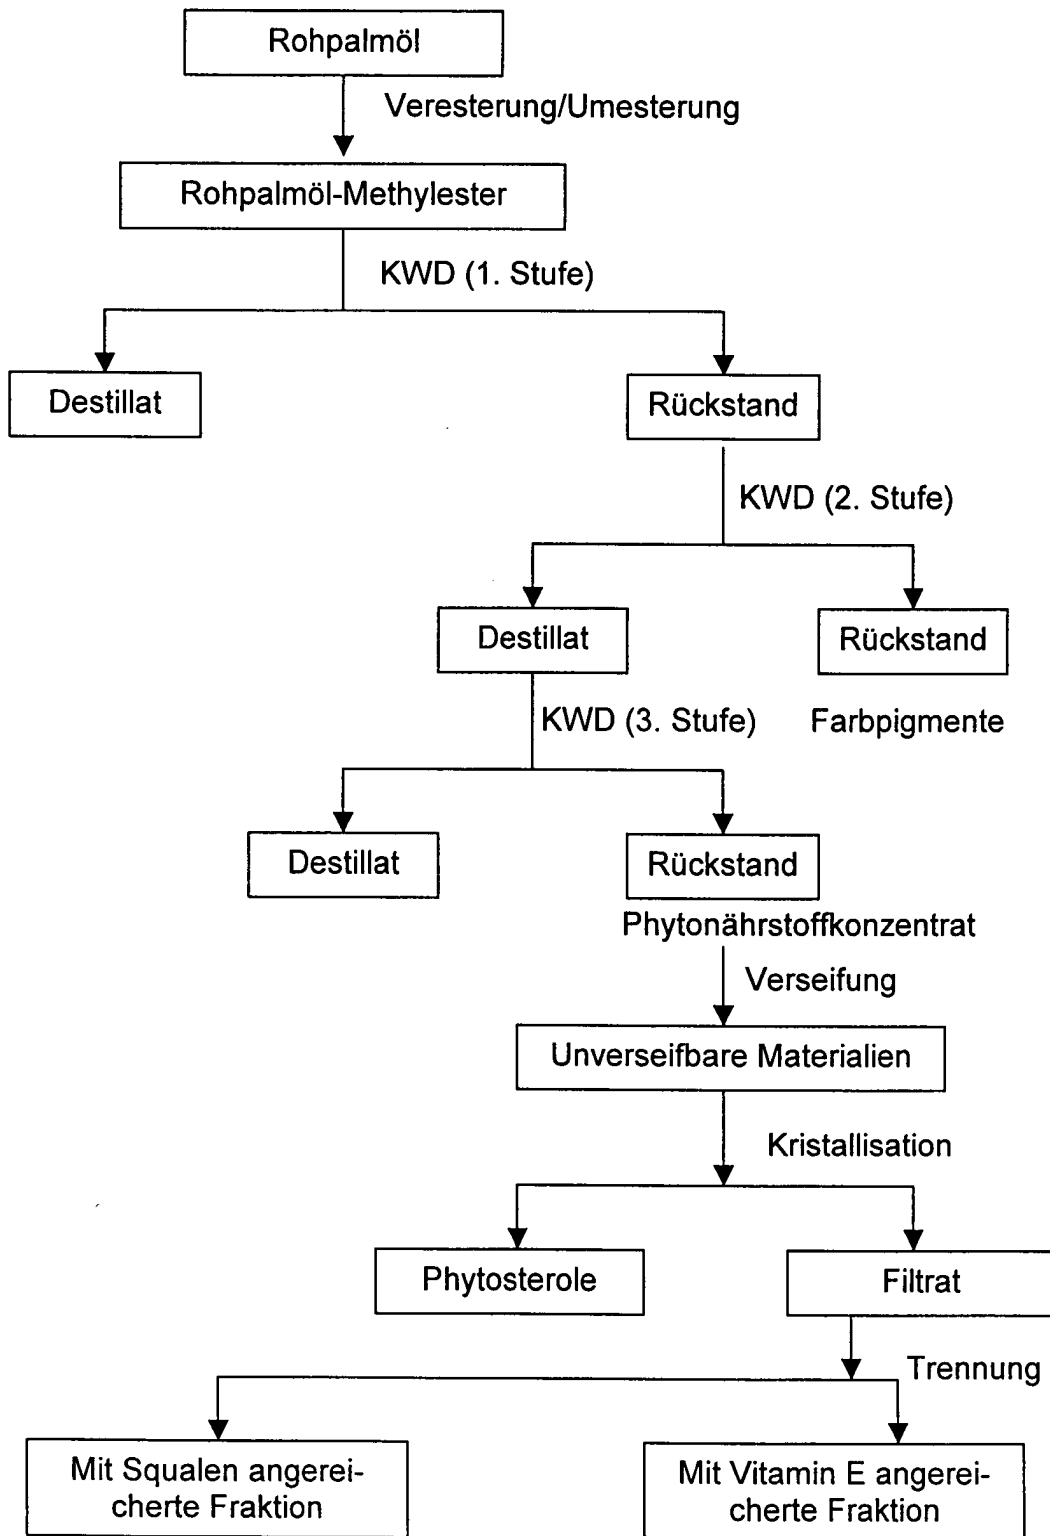 Rohpalmöl
Veresterung/Umesterung
Rohpalmöl-Methylester
KWD (1. Stufe)
Destillat
Rückstand
KWD (2. Stufe)
Destillat
Rückstand
KWD (3. Stufe)
Farbpigmente
Destillat
Rückstand
Phytonährstoffkonzentrat
Verseifung
Unverseifbare Materialien
Kristallisation
Phytosterole
Filtrat
Trennung
Mit Squalen angerei-
cherte Fraktion
Mit Vitamin E angerei-
cherte Fraktion